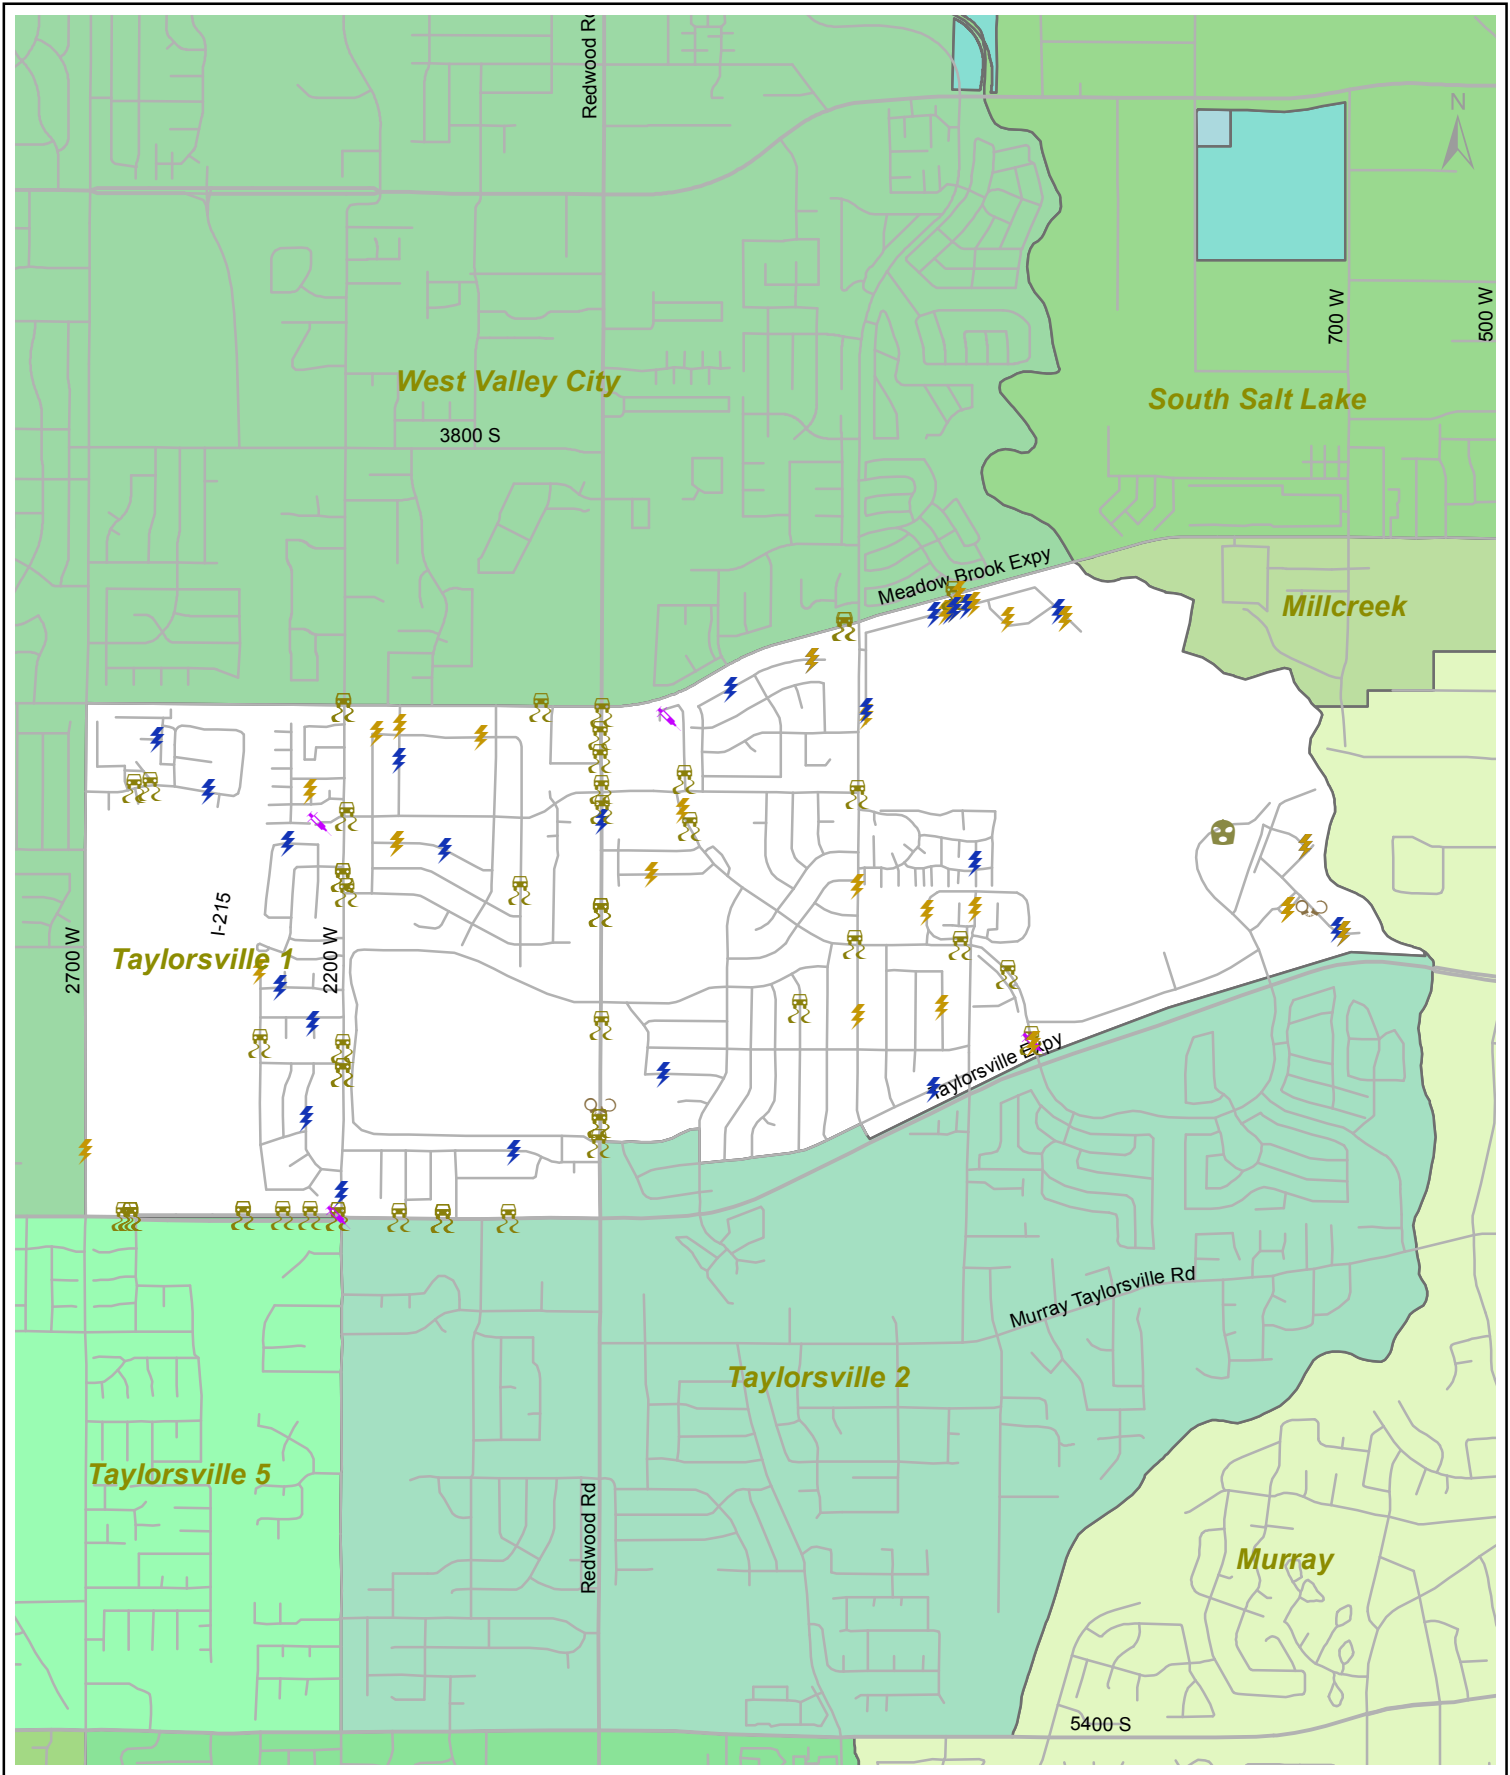 Redwood Rd
N
700 W
500 W
West Valley City
South Salt Lake
3800 S
Meadow Brook Expy
Millcreek
I-215
2700 W
Taylorsville 1
2200 W
Taylorsville Expy
Murray Taylorsville Rd
Taylorsville 2
Taylorsville 5
Redwood Rd
Murray
5400 S